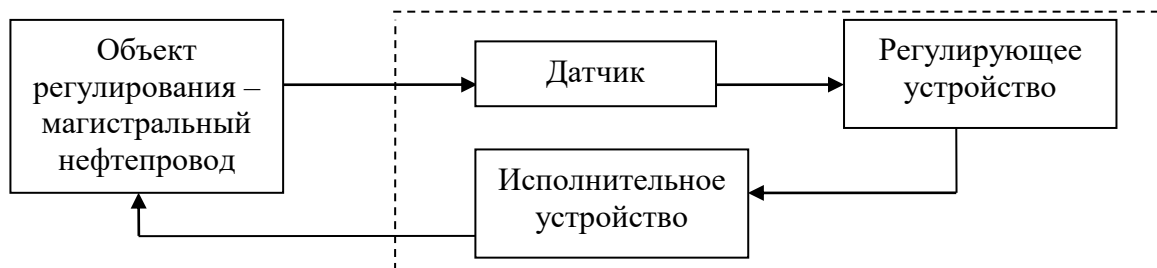 Объект
регулирования –
магистральный
нефтепровод
Датчик
Регулирующее
устройство
Исполнительное
устройство